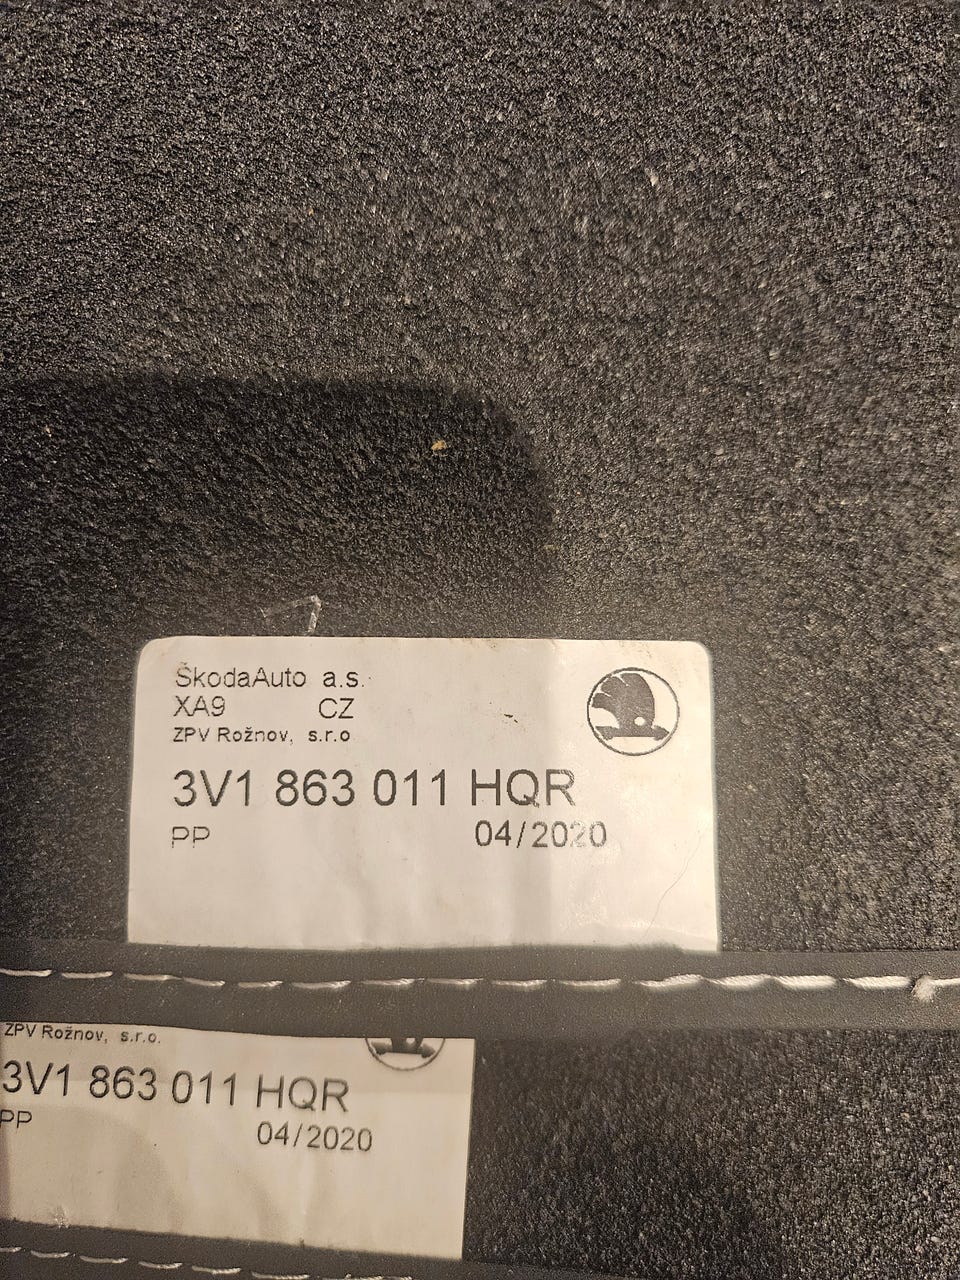 ŠkodaAuto a.s.
XA9 CZ
ZPV Rožnov, s.r.o
3V1 863 011 HQR
PP 04/2020
ZPV Rožnov, s.r.o.
3V1 863 011 HQR
PP 04/2020